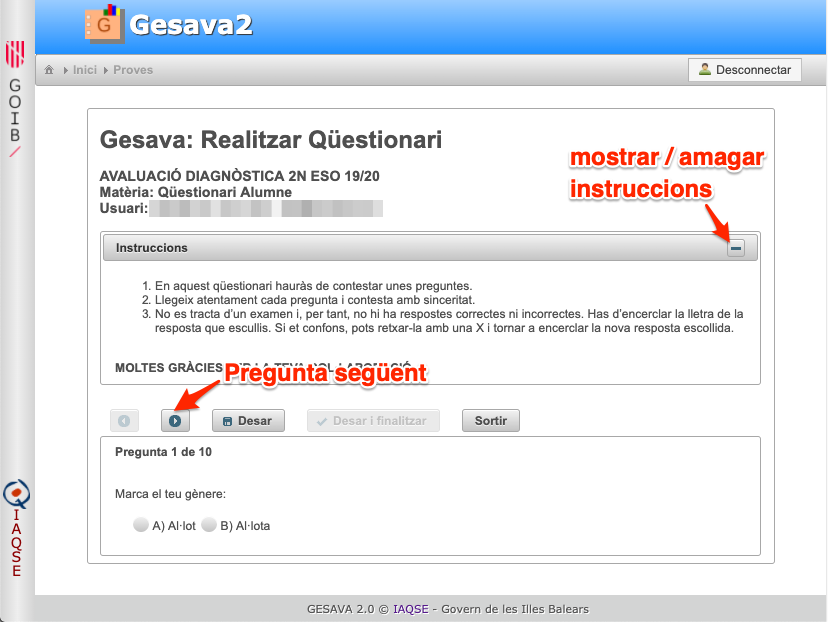 G Gesava2
Inici Proves
Desconnectar
GOIB
Gesava: Realitzar Qüestionari
AVALUACIÓ DIAGNÒSTICA 2N ESO 19/20
Matèria: Qüestionari Alumne
Usuari:
mostrar / amagar
instruccions
Instruccions
1. En aquest qüestionari hauràs de contestar unes preguntes.
2. Llegeix atentament cada pregunta i contesta amb sinceritat.
3. No es tracta d'un examen i, per tant, no hi ha respostes correctes ni incorrectes. Has d'encerclar la lletra de la
resposta que escullis. Si et confons, pots retxar-la amb una X i tornar a encerclar la nova resposta escollida.
MOLTES GRÀCIES
Pregunta següent
Desar Desar i finalitzar Sortir
Pregunta 1 de 10
Marca el teu gènere:
A) Al·lot B) Al·lota
IAQSE
GESAVA 2.0 © IAQSE - Govern de les Illes Balears